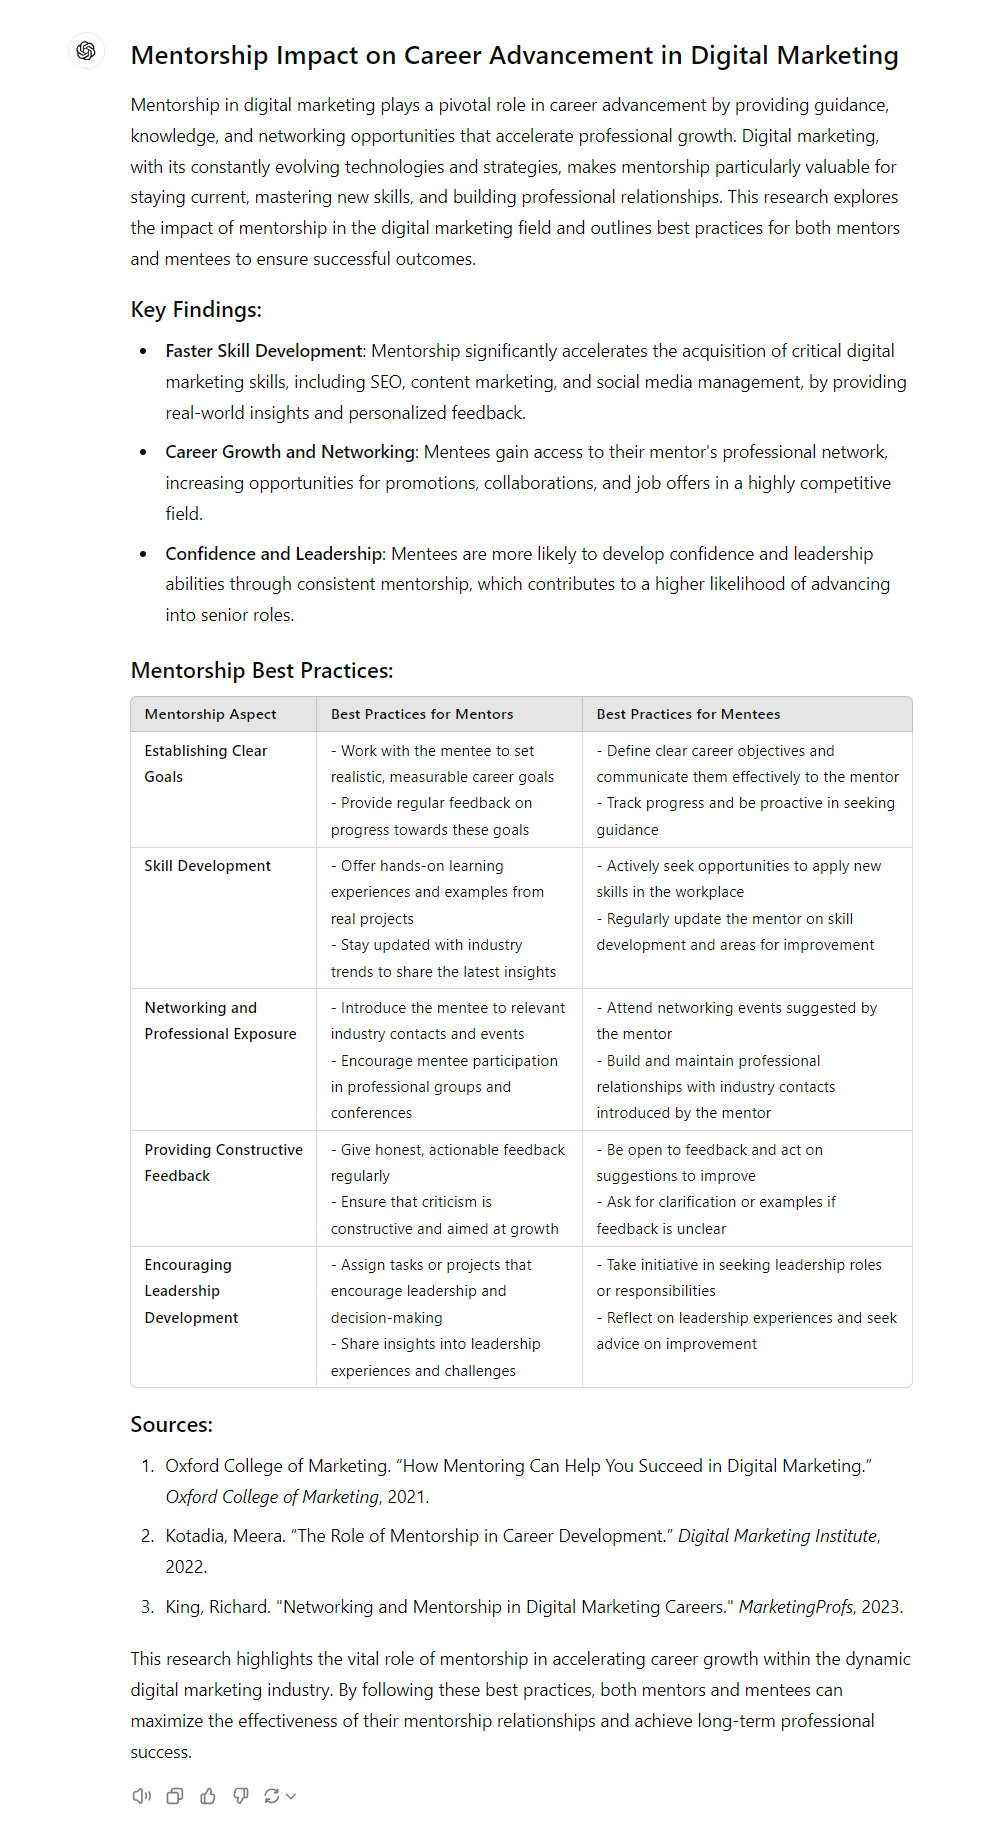 Mentorship Impact on Career Advancement in Digital Marketing
Mentorship in digital marketing plays a pivotal role in career advancement by providing guidance,
knowledge, and networking opportunities that accelerate professional growth. Digital marketing,
with its constantly evolving technologies and strategies, makes mentorship particularly valuable for
staying current, mastering new skills, and building professional relationships. This research explores
the impact of mentorship in the digital marketing field and outlines best practices for both mentors
and mentees to ensure successful outcomes.
Key Findings:
• Faster Skill Development: Mentorship significantly accelerates the acquisition of critical digital
marketing skills, including SEO, content marketing, and social media management, by providing
real-world insights and personalized feedback.
• Career Growth and Networking: Mentees gain access to their mentor's professional network,
increasing opportunities for promotions, collaborations, and job offers in a highly competitive
field.
• Confidence and Leadership: Mentees are more likely to develop confidence and leadership
abilities through consistent mentorship, which contributes to a higher likelihood of advancing
into senior roles.
Mentorship Best Practices:
Mentorship Aspect
Best Practices for Mentors
Best Practices for Mentees
Establishing Clear
Goals
- Work with the mentee to set
realistic, measurable career goals
- Provide regular feedback on
progress towards these goals
- Define clear career objectives and
communicate them effectively to the mentor
- Track progress and be proactive in seeking
guidance
Skill Development
- Offer hands-on learning
experiences and examples from
real projects
- Stay updated with industry
trends to share the latest insights
- Actively seek opportunities to apply new
skills in the workplace
- Regularly update the mentor on skill
development and areas for improvement
Networking and
Professional Exposure
- Introduce the mentee to relevant
industry contacts and events
- Encourage mentee participation
in professional groups and
conferences
- Attend networking events suggested by
the mentor
- Build and maintain professional
relationships with industry contacts
introduced by the mentor
Providing Constructive
Feedback
- Give honest, actionable feedback
regularly
- Ensure that criticism is
constructive and aimed at growth
- Be open to feedback and act on
suggestions to improve
- Ask for clarification or examples if
feedback is unclear
Encouraging
Leadership
Development
- Assign tasks or projects that
encourage leadership and
decision-making
- Share insights into leadership
experiences and challenges
- Take initiative in seeking leadership roles
or responsibilities
- Reflect on leadership experiences and seek
advice on improvement
Sources:
1. Oxford College of Marketing. “How Mentoring Can Help You Succeed in Digital Marketing.”
Oxford College of Marketing, 2021.
2. Kotadia, Meera. “The Role of Mentorship in Career Development.” Digital Marketing Institute,
2022.
3. King, Richard. "Networking and Mentorship in Digital Marketing Careers." MarketingProfs, 2023.
This research highlights the vital role of mentorship in accelerating career growth within the dynamic
digital marketing industry. By following these best practices, both mentors and mentees can
maximize the effectiveness of their mentorship relationships and achieve long-term professional
success.